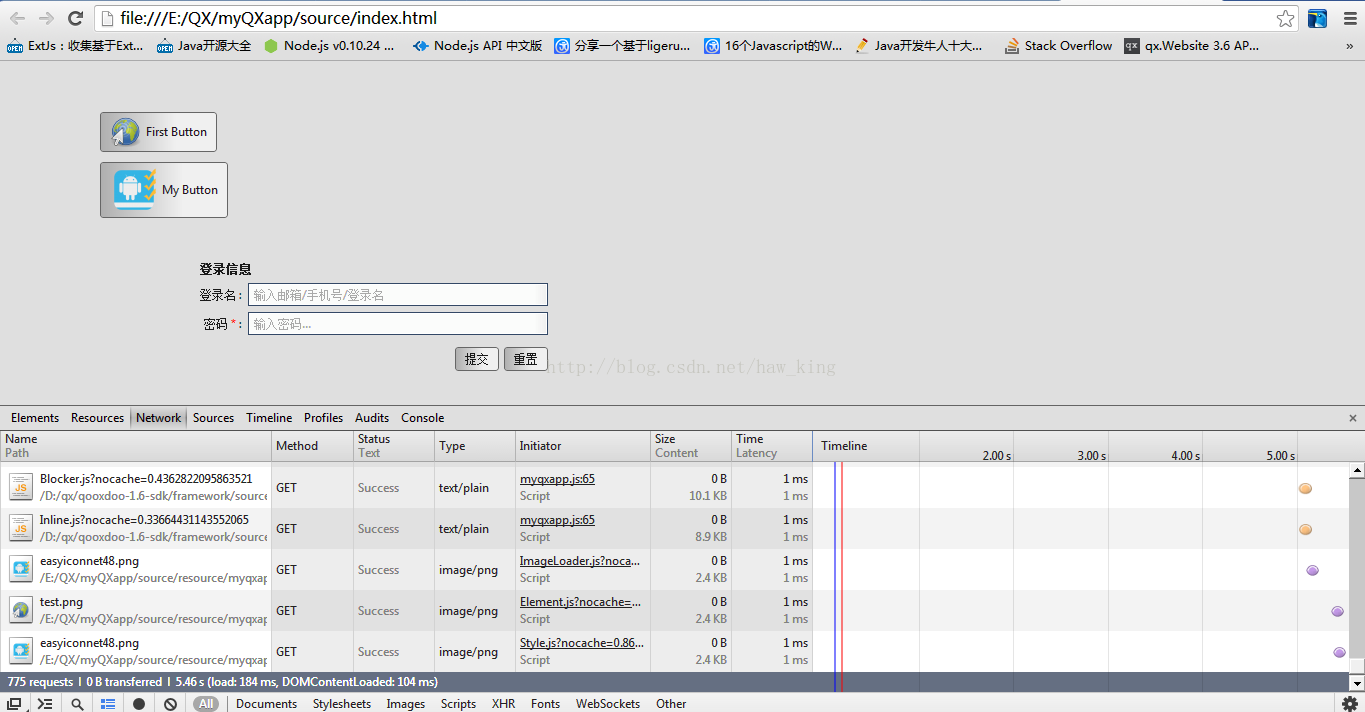 file:///E:/QX/myQXapp/source/index.html
ExtJs：收集基于Ext... Java开源大全 Node.js v0.10.24 ... Node.js API 中文版 分享一个基于ligeru... 16个Javascript的W... Java开发牛人十大... Stack Overflow qx qx.Website 3.6 AP... »
First Button
My Button
登录信息
登录名 : 输入邮箱/手机号/登录名
密码 * : 输入密码...
提交 重置
http://blog.csdn.net/haw_king
Elements Resources Network Sources Timeline Profiles Audits Console ×
Name Method Status Type Initiator Size Time Timeline
Path Text Content Latency 2.00 s 3.00 s 4.00 s 5.00 s
Blocker.js?nocache=0.4362822095863521 GET Success text/plain myqxapp.js:65 0 B 1 ms
/D:/qx/qooxdoo-1.6-sdk/framework/source Script 10.1 KB 1 ms
Inline.js?nocache=0.33664431143552065 GET Success text/plain myqxapp.js:65 0 B 1 ms
/D:/qx/qooxdoo-1.6-sdk/framework/source Script 8.9 KB 1 ms
easyiconnet48.png GET Success image/png ImageLoader.js?noca... 0 B 1 ms
/E:/QX/myQXapp/source/resource/myqxap Script 2.4 KB 1 ms
test.png GET Success image/png Element.js?nocache=... 0 B 1 ms
/E:/QX/myQXapp/source/resource/myqxap Script 2.4 KB 1 ms
easyiconnet48.png GET Success image/png Style.js?nocache=0.86... 0 B 1 ms
/E:/QX/myQXapp/source/resource/myqxap Script 2.4 KB 1 ms
775 requests | 0 B transferred | 5.46 s (load: 184 ms, DOMContentLoaded: 104 ms)
All Documents Stylesheets Images Scripts XHR Fonts WebSockets Other